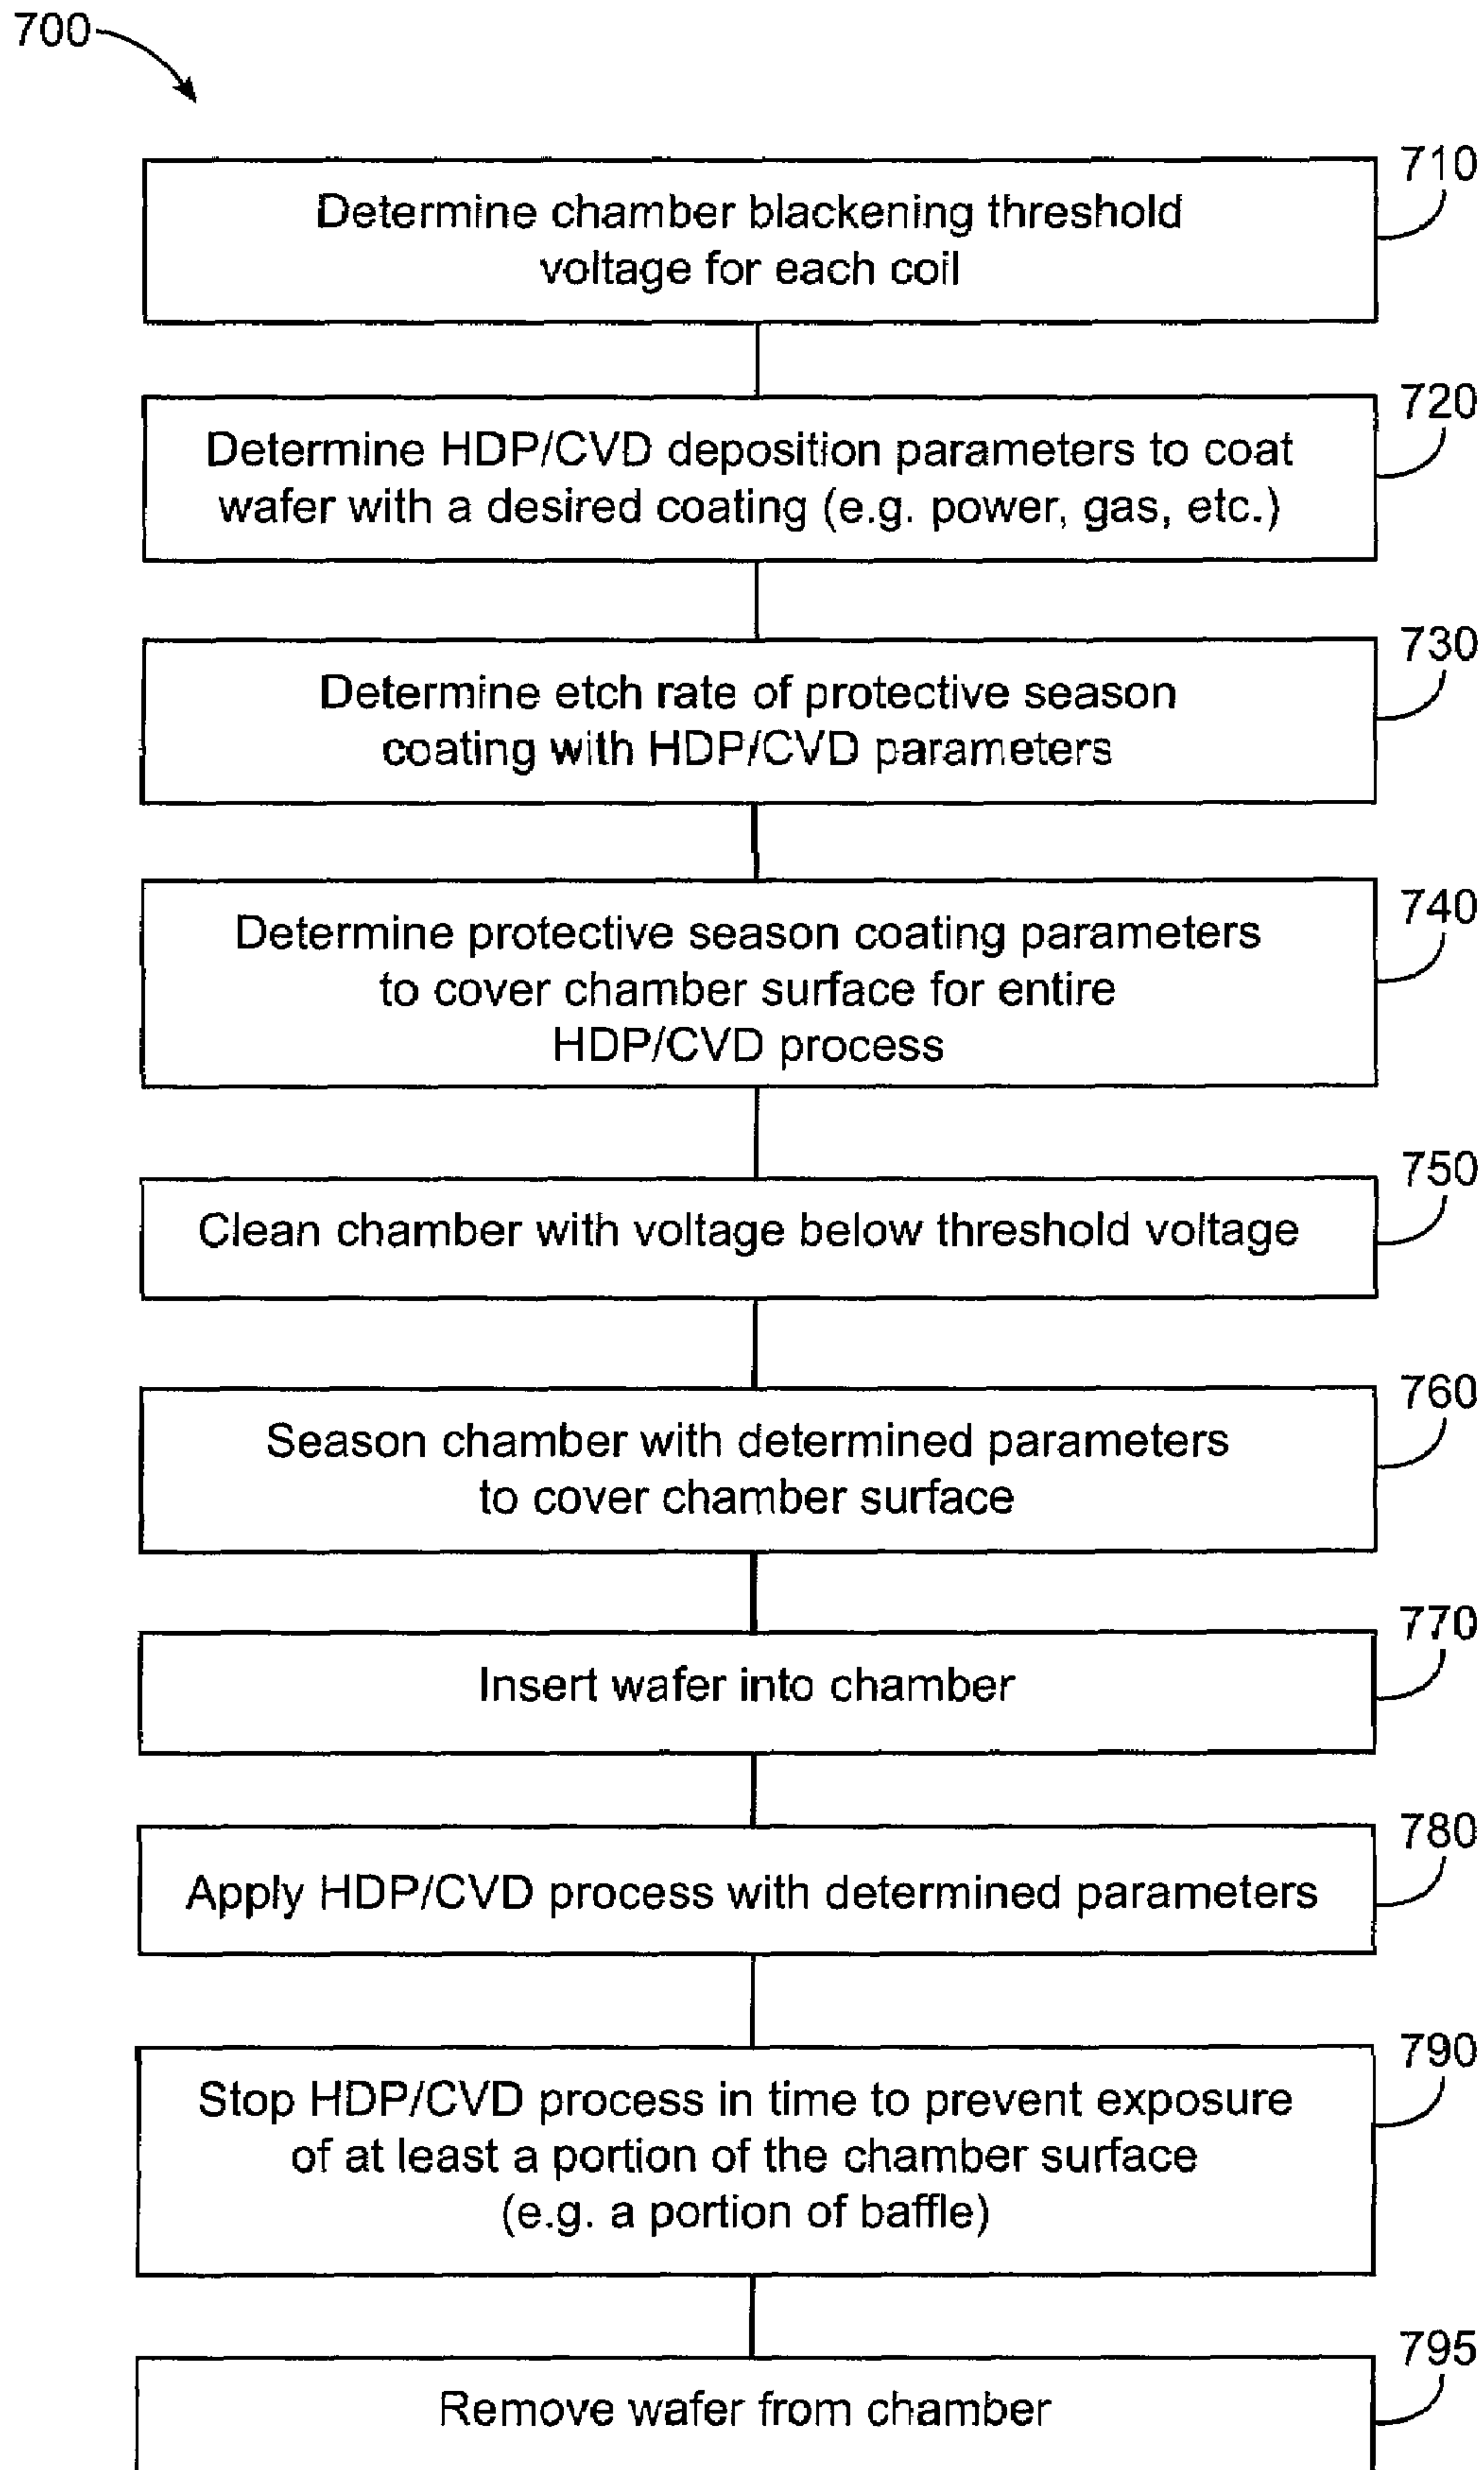 700
710
Determine chamber blackening threshold
voltage for each coil
720
Determine HDP/CVD deposition parameters to coat
wafer with a desired coating (e.g. power, gas, etc.)
730
Determine etch rate of protective season
coating with HDP/CVD parameters
740
Determine protective season coating parameters
to cover chamber surface for entire
HDP/CVD process
750
Clean chamber with voltage below threshold voltage
760
Season chamber with determined parameters
to cover chamber surface
770
Insert wafer into chamber
780
Apply HDP/CVD process with determined parameters
790
Stop HDP/CVD process in time to prevent exposure
of at least a portion of the chamber surface
(e.g. a portion of baffle)
795
Remove wafer from chamber